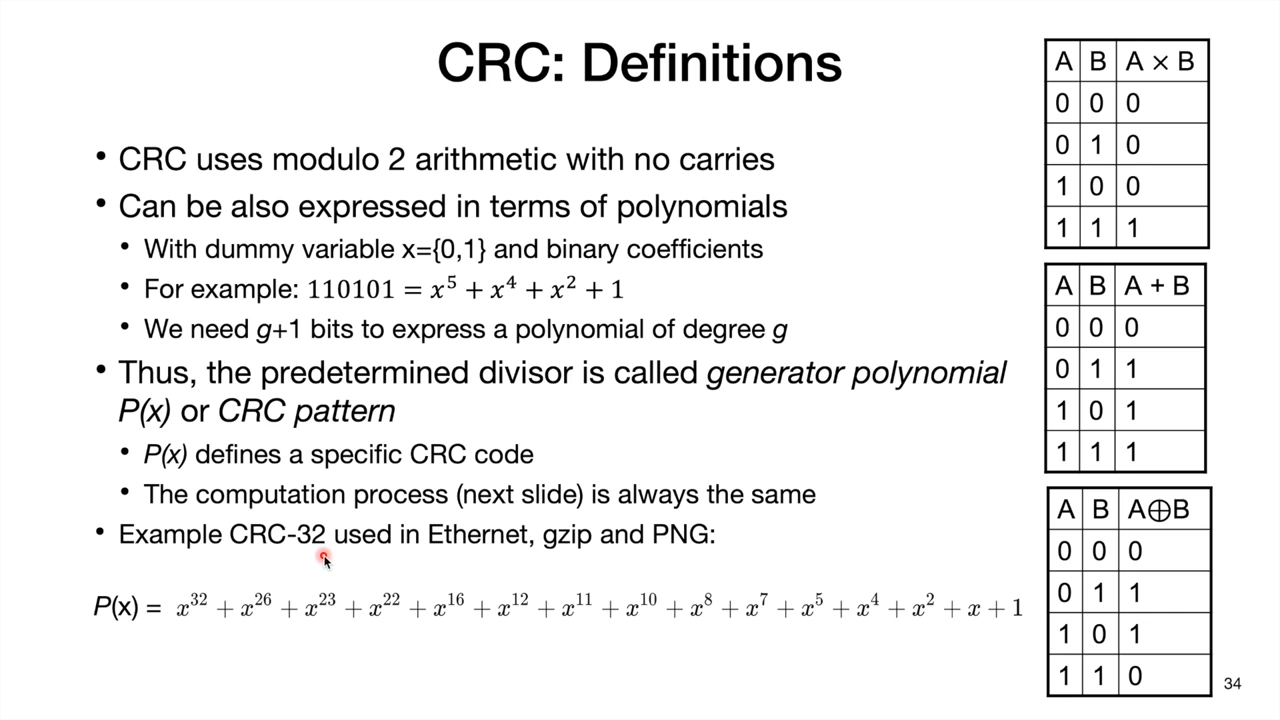 CRC: Definitions
• CRC uses modulo 2 arithmetic with no carries
• Can be also expressed in terms of polynomials
• With dummy variable x={0,1} and binary coefficients
• For example: 110101 = x⁵ + x⁴ + x² + 1
• We need g+1 bits to express a polynomial of degree g
• Thus, the predetermined divisor is called generator polynomial
P(x) or CRC pattern
• P(x) defines a specific CRC code
• The computation process (next slide) is always the same
• Example CRC-32 used in Ethernet, gzip and PNG:
P(x) = x³² + x²⁶ + x²³ + x²² + x¹⁶ + x¹² + x¹¹ + x¹⁰ + x⁸ + x⁷ + x⁵ + x⁴ + x² + x + 1
A B A × B
0 0 0
0 1 0
1 0 0
1 1 1
A B A + B
0 0 0
0 1 1
1 0 1
1 1 1
A B A⊕B
0 0 0
0 1 1
1 0 1
1 1 0
34